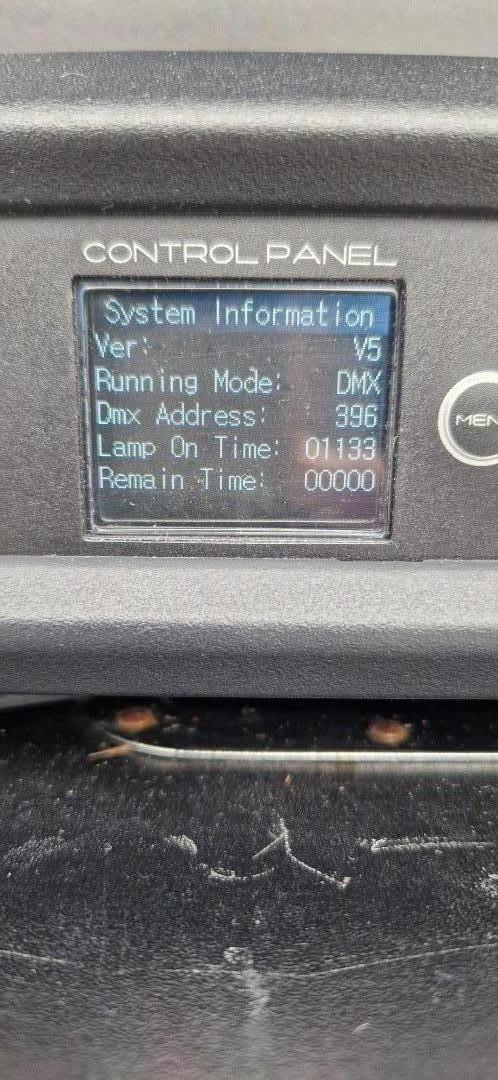 CONTROL PANEL
System Information
Ver: V5
Running Mode: DMX
Dmx Address: 396
Lamp On Time: 01133
Remain Time: 00000
MEN